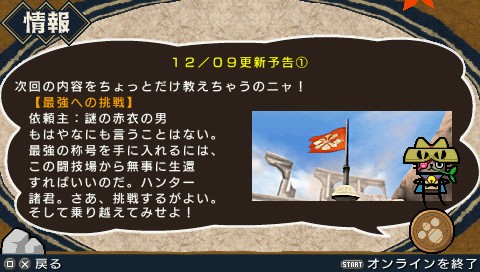 情報
１２／０９更新予告①
次回の内容をちょっとだけ教えちゃうのニャ！
【最強への挑戦】
依頼主：謎の赤衣の男
もはやなにも言うことはない。
最強の称号を手に入れるには、
この闘技場から無事に生還
すればいいのだ。ハンター
諸君。さあ、挑戦するがよい。
そして乗り越えてみせよ！
戻る
START オンラインを終了